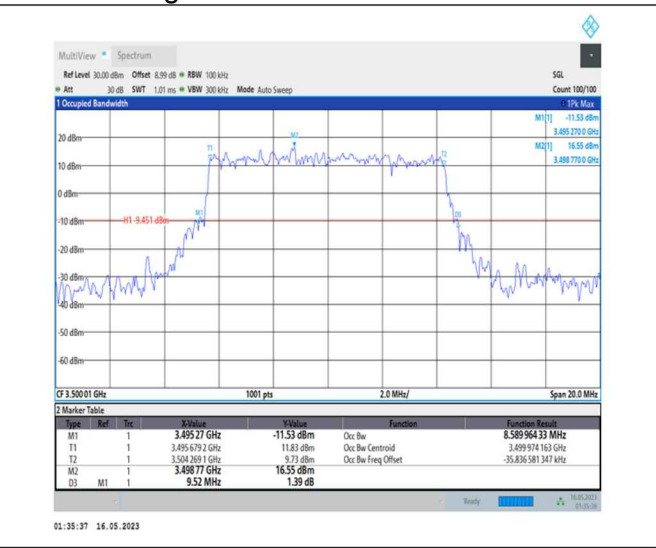 MultiView Spectrum
Ref Level 30.00 dBm Offset 8.99 dB RBW 100 kHz SGL
Att 30 dB SWT 1.01 ms VBW 300 kHz Mode Auto Sweep Count 100/100
1 Occupied Bandwidth 1Pk Max
M1[1] -11.53 dBm
3.495 270 0 GHz
M2[1] 16.55 dBm
3.498 770 0 GHz
20 dBm
M2
T1
T2
10 dBm
0 dBm
M1
D3
-10 dBm
H1 -9.451 dBm
-20 dBm
-30 dBm
-40 dBm
-50 dBm
-60 dBm
CF 3.500 01 GHz 1001 pts 2.0 MHz/ Span 20.0 MHz
2 Marker Table
Type Ref Trc X-Value Y-Value Function Function Result
M1 1 3.495 27 GHz -11.53 dBm Occ Bw 8.589 964 33 MHz
T1 1 3.495 679 2 GHz 11.83 dBm Occ Bw Centroid 3.499 974 163 GHz
T2 1 3.504 269 1 GHz 9.73 dBm Occ Bw Freq Offset -35.836 581 347 kHz
M2 1 3.498 77 GHz 16.55 dBm
D3 M1 1 9.52 MHz 1.39 dB
Ready 16.05.2023
01:35:36
01:35:37 16.05.2023